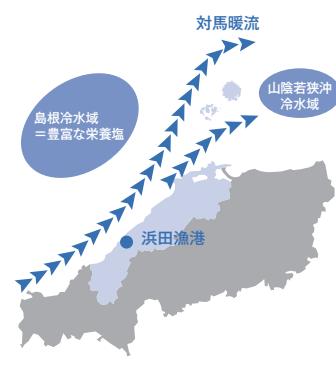 対馬暖流
山陰若狭沖
冷水域
島根冷水域
＝豊富な栄養塩
浜田漁港